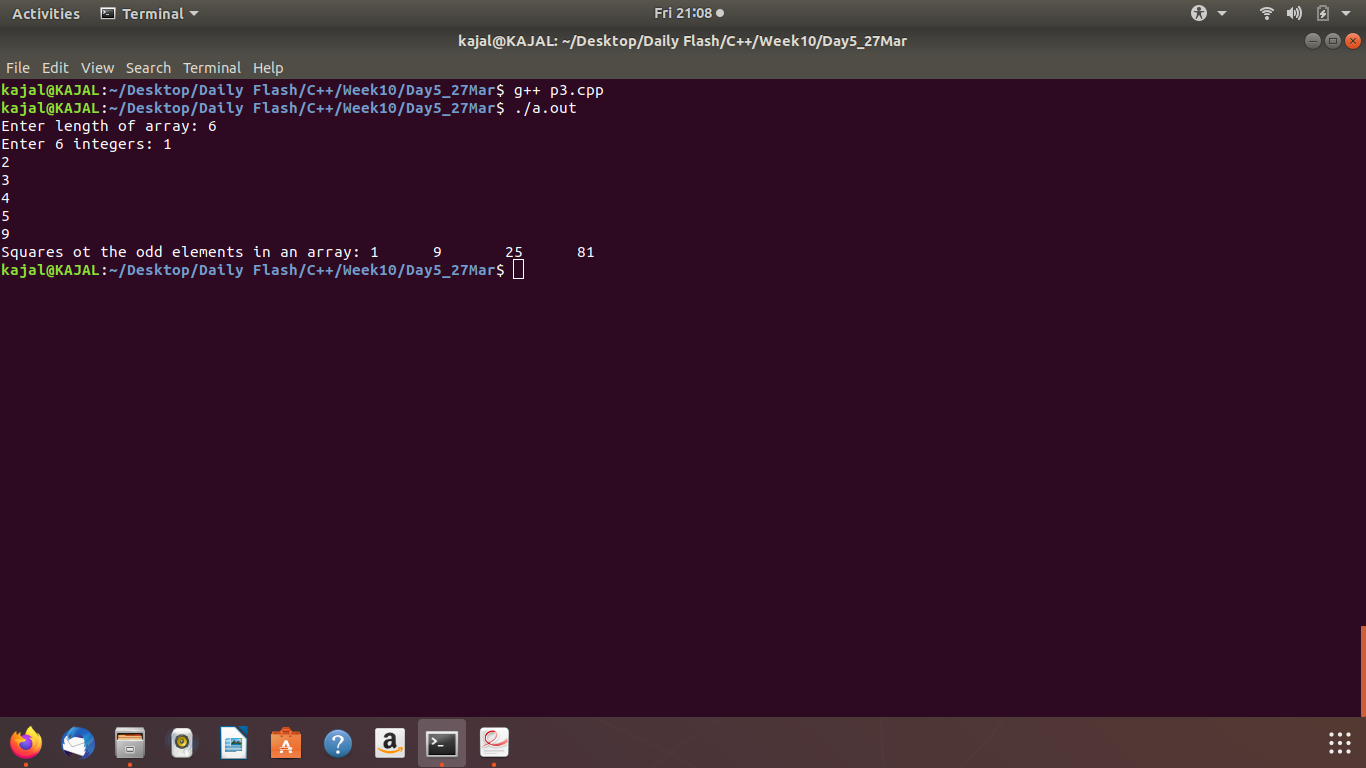 Activities Terminal Fri 21:08
kajal@KAJAL: ~/Desktop/Daily Flash/C++/Week10/Day5_27Mar
File Edit View Search Terminal Help
kajal@KAJAL:~/Desktop/Daily Flash/C++/Week10/Day5_27Mar$ g++ p3.cpp
kajal@KAJAL:~/Desktop/Daily Flash/C++/Week10/Day5_27Mar$ ./a.out
Enter length of array: 6
Enter 6 integers: 1
2
3
4
5
9
Squares ot the odd elements in an array: 1 9 25 81
kajal@KAJAL:~/Desktop/Daily Flash/C++/Week10/Day5_27Mar$